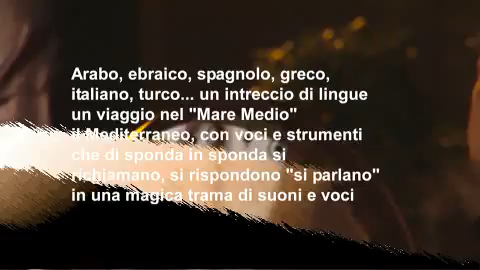 Arabo, ebraico, spagnolo, greco,
italiano, turco... un intreccio di lingue
un viaggio nel "Mare Medio"
il Mediterraneo, con voci e strumenti
che di sponda in sponda si
richiamano, si rispondono "si parlano"
in una magica trama di suoni e voci